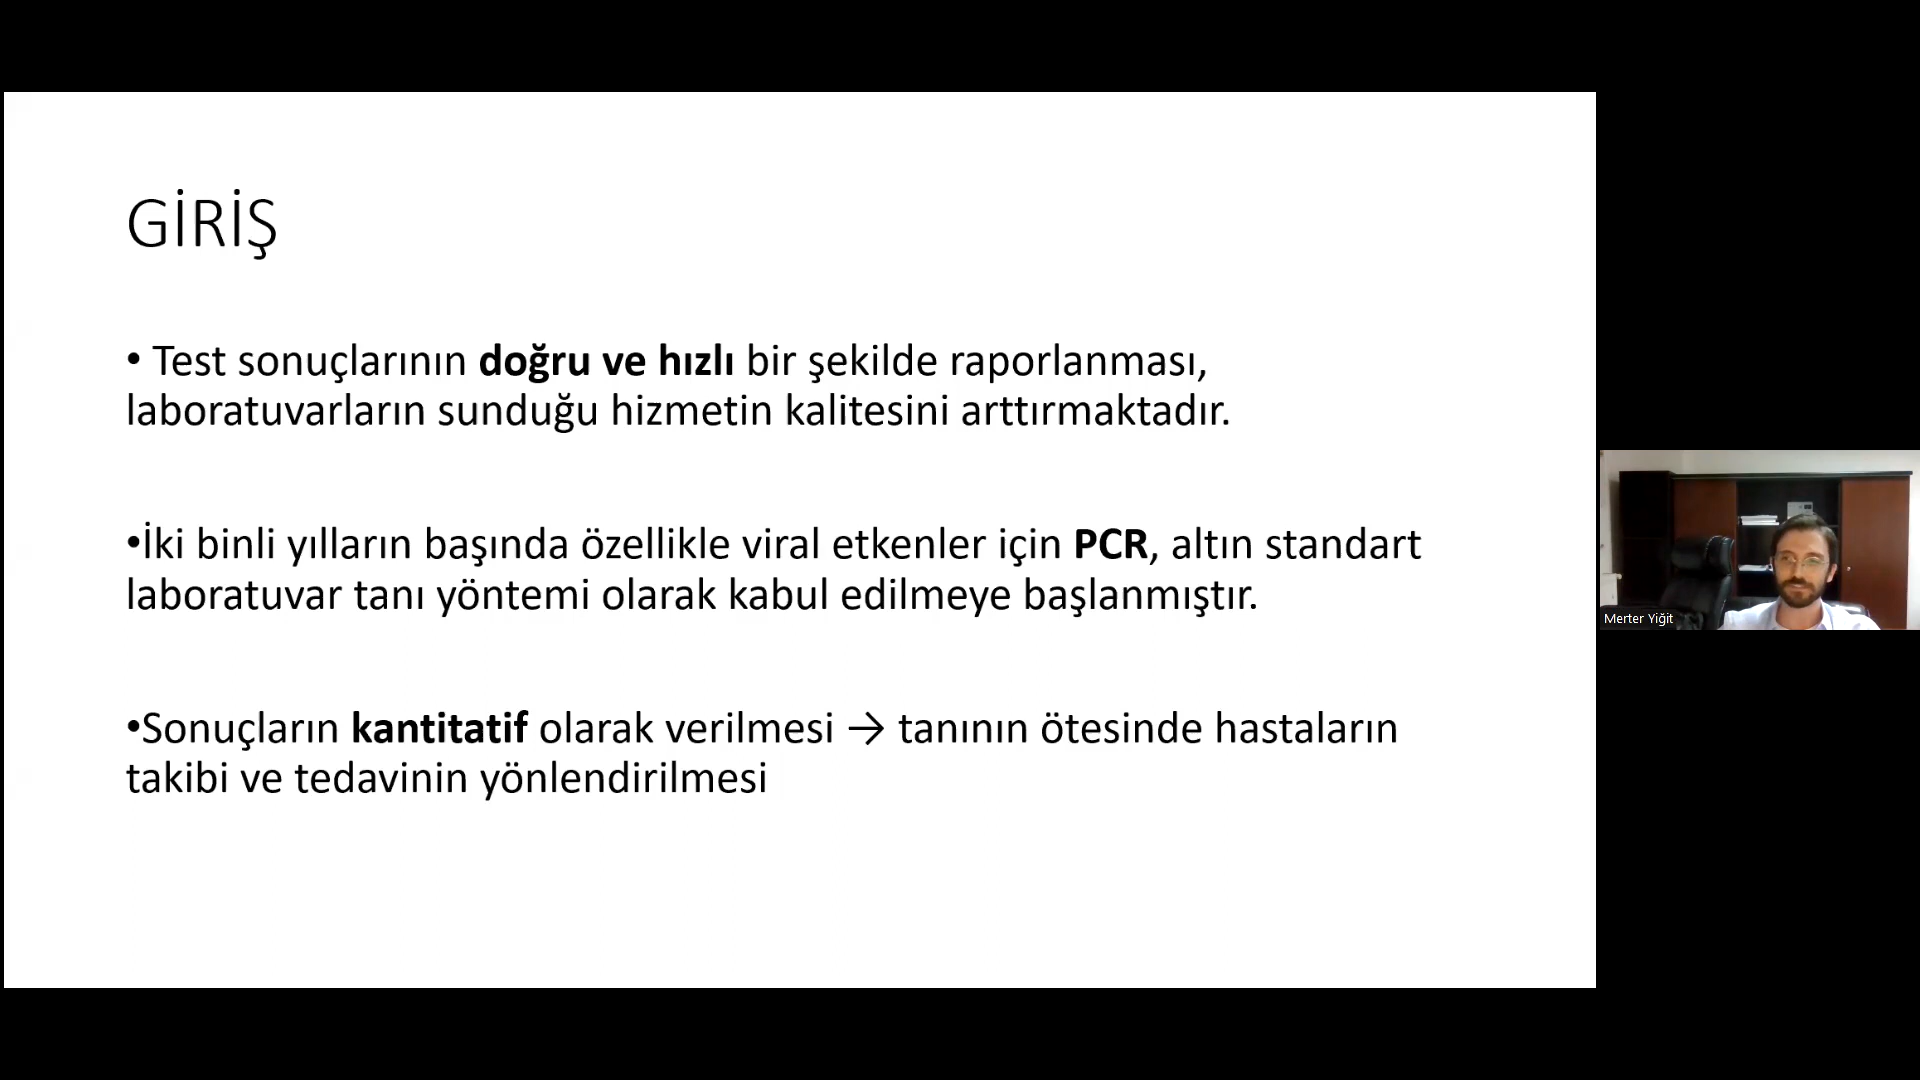 GİRİŞ
• Test sonuçlarının doğru ve hızlı bir şekilde raporlanması,
laboratuvarların sunduğu hizmetin kalitesini arttırmaktadır.
•İki binli yılların başında özellikle viral etkenler için PCR, altın standart
laboratuvar tanı yöntemi olarak kabul edilmeye başlanmıştır.
•Sonuçların kantitatif olarak verilmesi → tanının ötesinde hastaların
takibi ve tedavinin yönlendirilmesi
Merter Yiğit